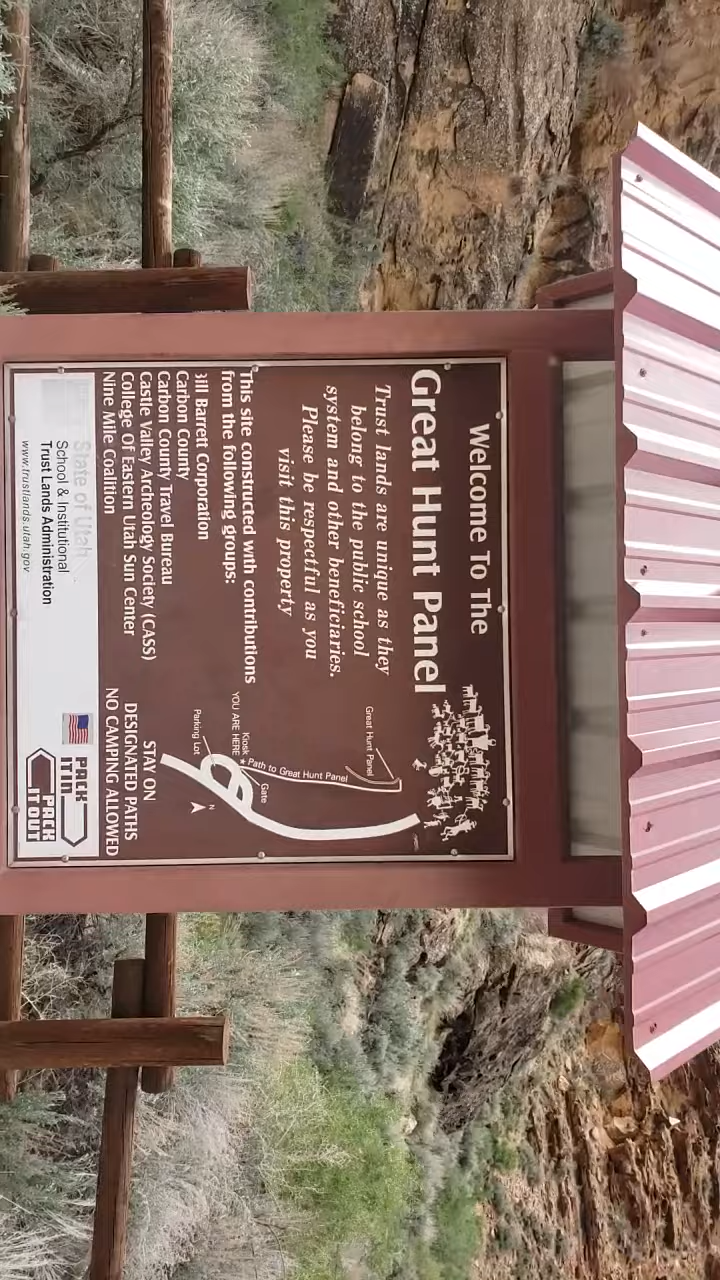 Welcome To The
Great Hunt Panel
Trust lands are unique as they
belong to the public school
system and other beneficiaries.
Please be respectful as you
visit this property
This site constructed with contributions
from the following groups:
Bill Barrett Corporation
Carbon County
Carbon County Travel Bureau
Castle Valley Archeology Society (CASS)
College Of Eastern Utah Sun Center
Nine Mile Coalition
Great Hunt Panel
Path to Great Hunt Panel
Gate
Kiosk
YOU ARE HERE
Parking Lot
N
STAY ON
DESIGNATED PATHS
NO CAMPING ALLOWED
State of Utah
School & Institutional
Trust Lands Administration
www.trustlands.utah.gov
PACK
IT IN
PACK
IT OUT